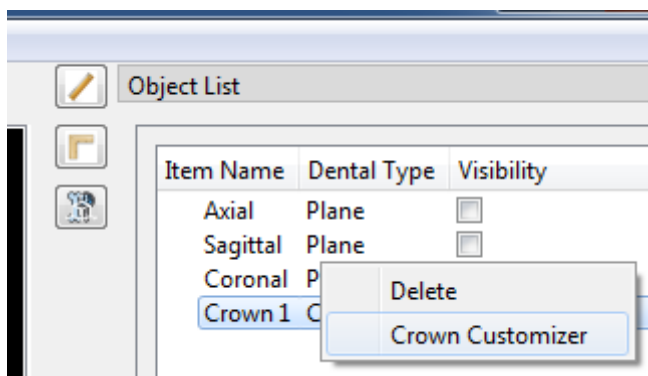 Object List
Item Name Dental Type Visibility
Axial Plane
Sagittal Plane
Coronal P
Delete
Crown 1 C
Crown Customizer